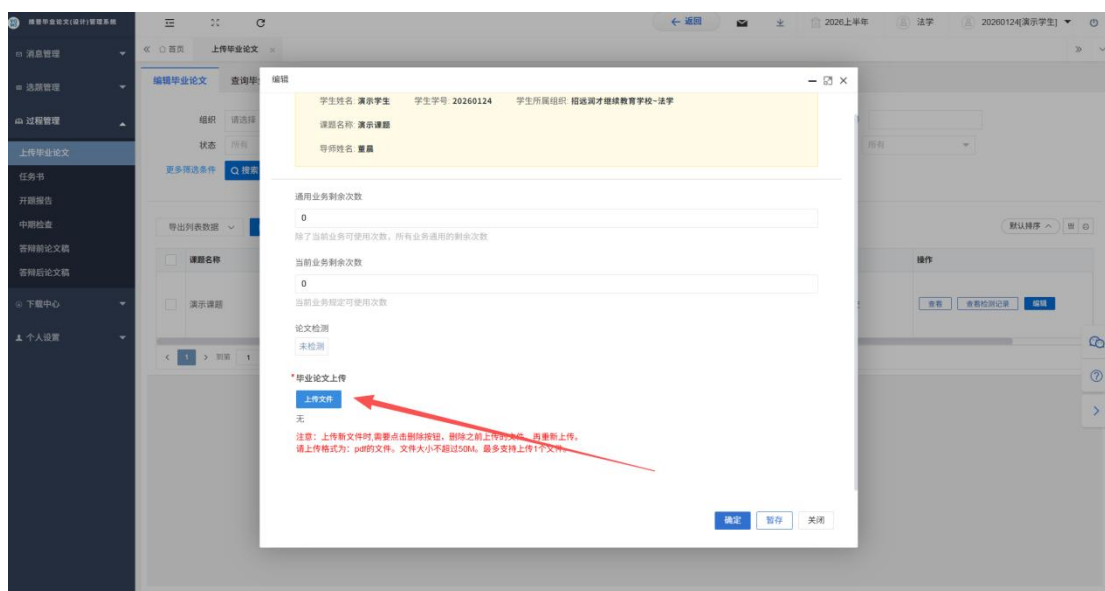 维普毕业论文(设计)管理系统
返回
2026上半年
法学
20260124[演示学生]
消息管理
选题管理
过程管理
上传毕业论文
任务书
开题报告
中期检查
答辩前论文稿
答辩后论文稿
下载中心
个人设置
首页
上传毕业论文
编辑毕业论文
查询毕
组织
请选择
状态
所有
所有
更多筛选条件
搜索
导出列表数据
默认排序
课题名称
操作
演示课题
查看
查看检测记录
编辑
1
到第
1
编辑
学生姓名: 演示学生 学生学号: 20260124 学生所属组织: 招远润才继续教育学校-法学
课题名称: 演示课题
导师姓名: 董晨
通用业务剩余次数
0
除了当前业务可使用次数，所有业务通用的剩余次数
当前业务剩余次数
0
当前业务规定可使用次数
论文检测
未检测
*毕业论文上传
上传文件
无
注意：上传新文件时,需要点击删除按钮，删除之前上传的文件，再重新上传。
请上传格式为：pdf的文件。文件大小不超过50M。最多支持上传1个文件。
确定
暂存
关闭